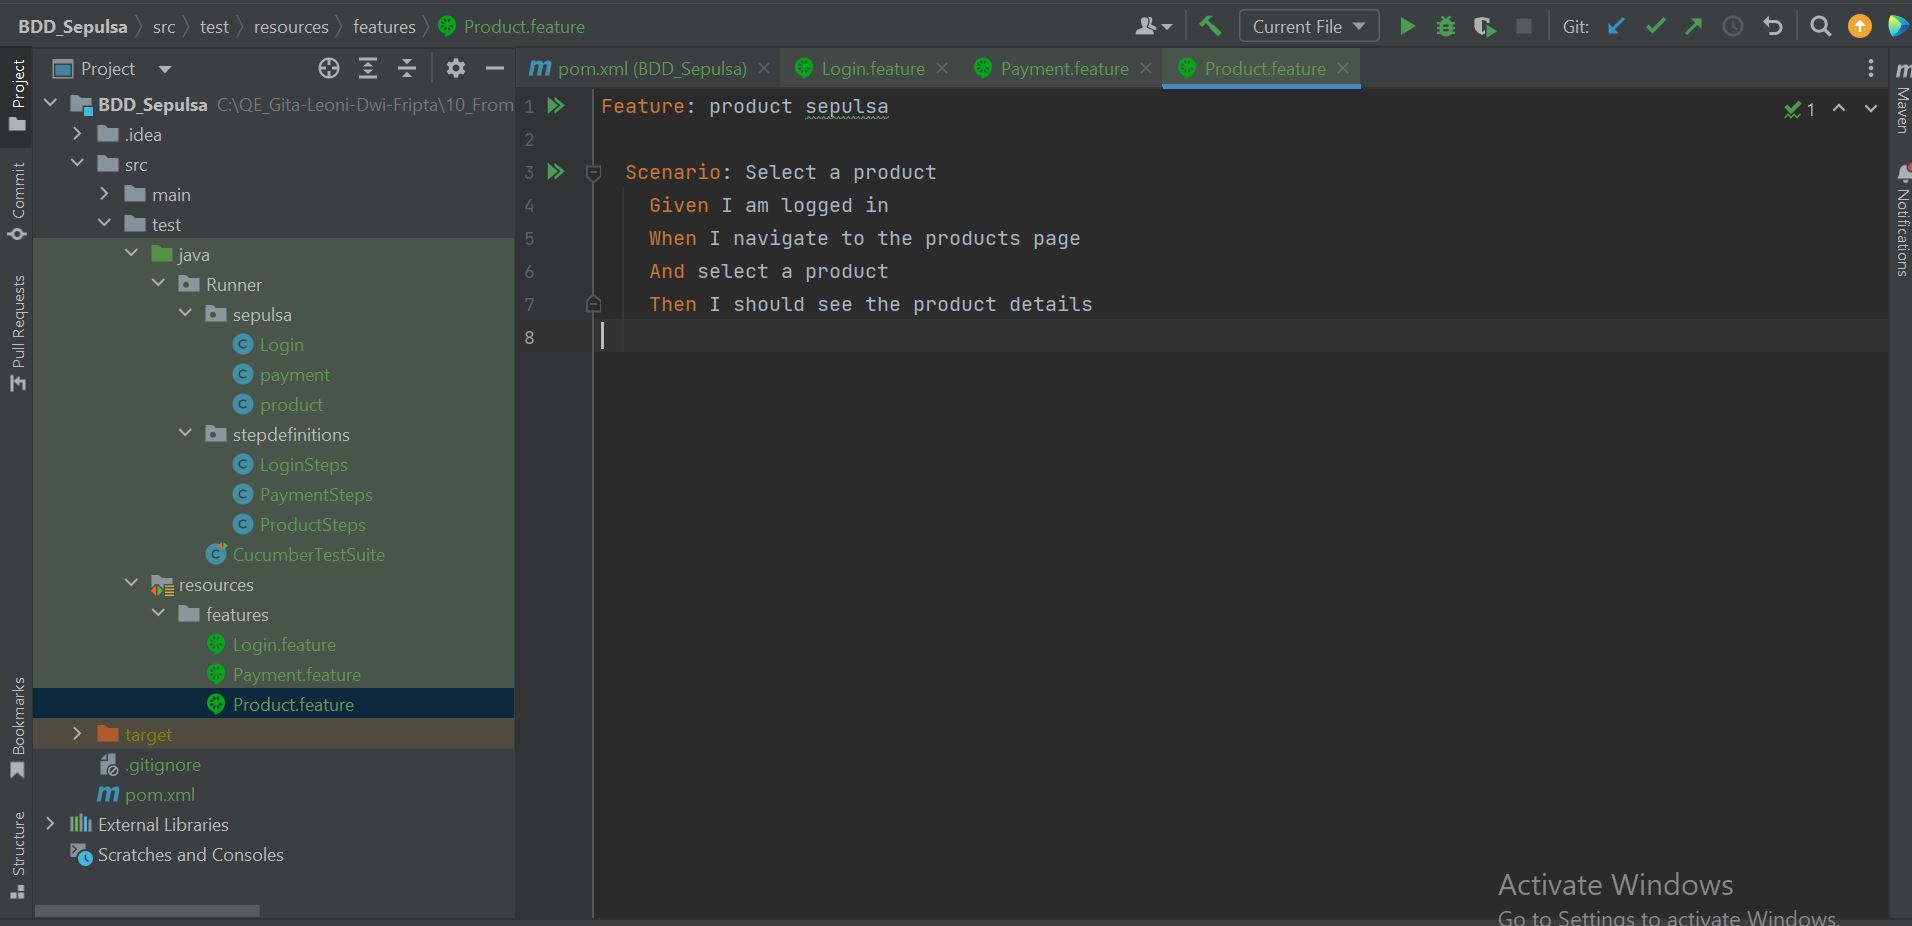 BDD_Sepulsa src test resources features Product.feature Current File Git:
Project
pom.xml (BDD_Sepulsa) Login.feature Payment.feature Product.feature
BDD_Sepulsa C:\QE_Gita-Leoni-Dwi-Fripta\10_From
.idea
src
main
test
java
Runner
sepulsa
Login
payment
product
stepdefinitions
LoginSteps
PaymentSteps
ProductSteps
CucumberTestSuite
resources
features
Login.feature
Payment.feature
Product.feature
target
.gitignore
pom.xml
External Libraries
Scratches and Consoles
Project
Commit
Pull Requests
Bookmarks
Structure
1 Feature: product sepulsa
2
3 Scenario: Select a product
4 Given I am logged in
5 When I navigate to the products page
6 And select a product
7 Then I should see the product details
8
1
Maven
Notifications
Activate Windows
Go to Settings to activate Windows.